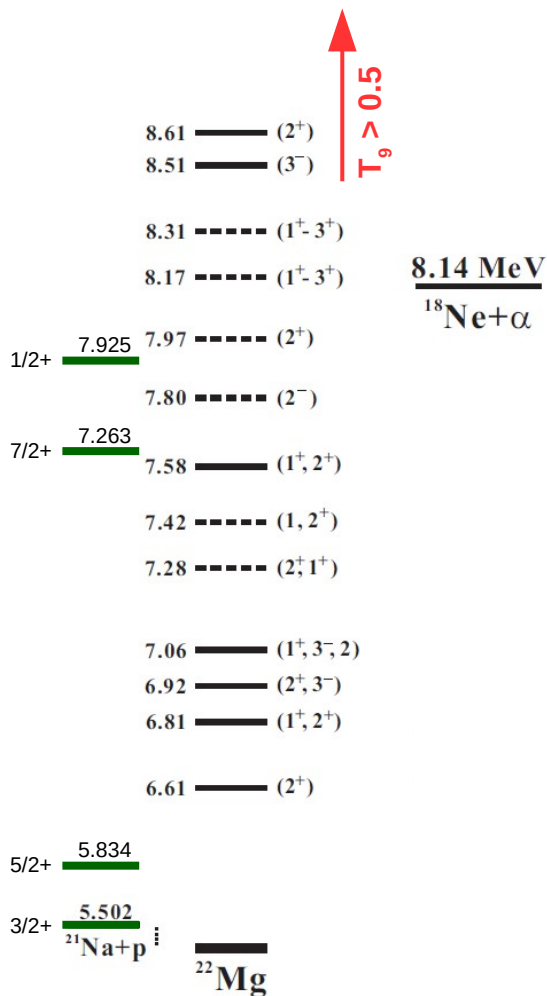 T₉ > 0.5
8.61 (2⁺)
8.51 (3⁻)
8.31 (1⁺- 3⁺)
8.17 (1⁺- 3⁺)
8.14 MeV
¹⁸Ne+α
7.97 (2⁺)
1/2+ 7.925
7.80 (2⁻)
7/2+ 7.263
7.58 (1⁺, 2⁺)
7.42 (1, 2⁺)
7.28 (2⁺, 1⁺)
7.06 (1⁺, 3⁻, 2)
6.92 (2⁺, 3⁻)
6.81 (1⁺, 2⁺)
6.61 (2⁺)
5/2+ 5.834
3/2+ 5.502
²¹Na+p
²²Mg